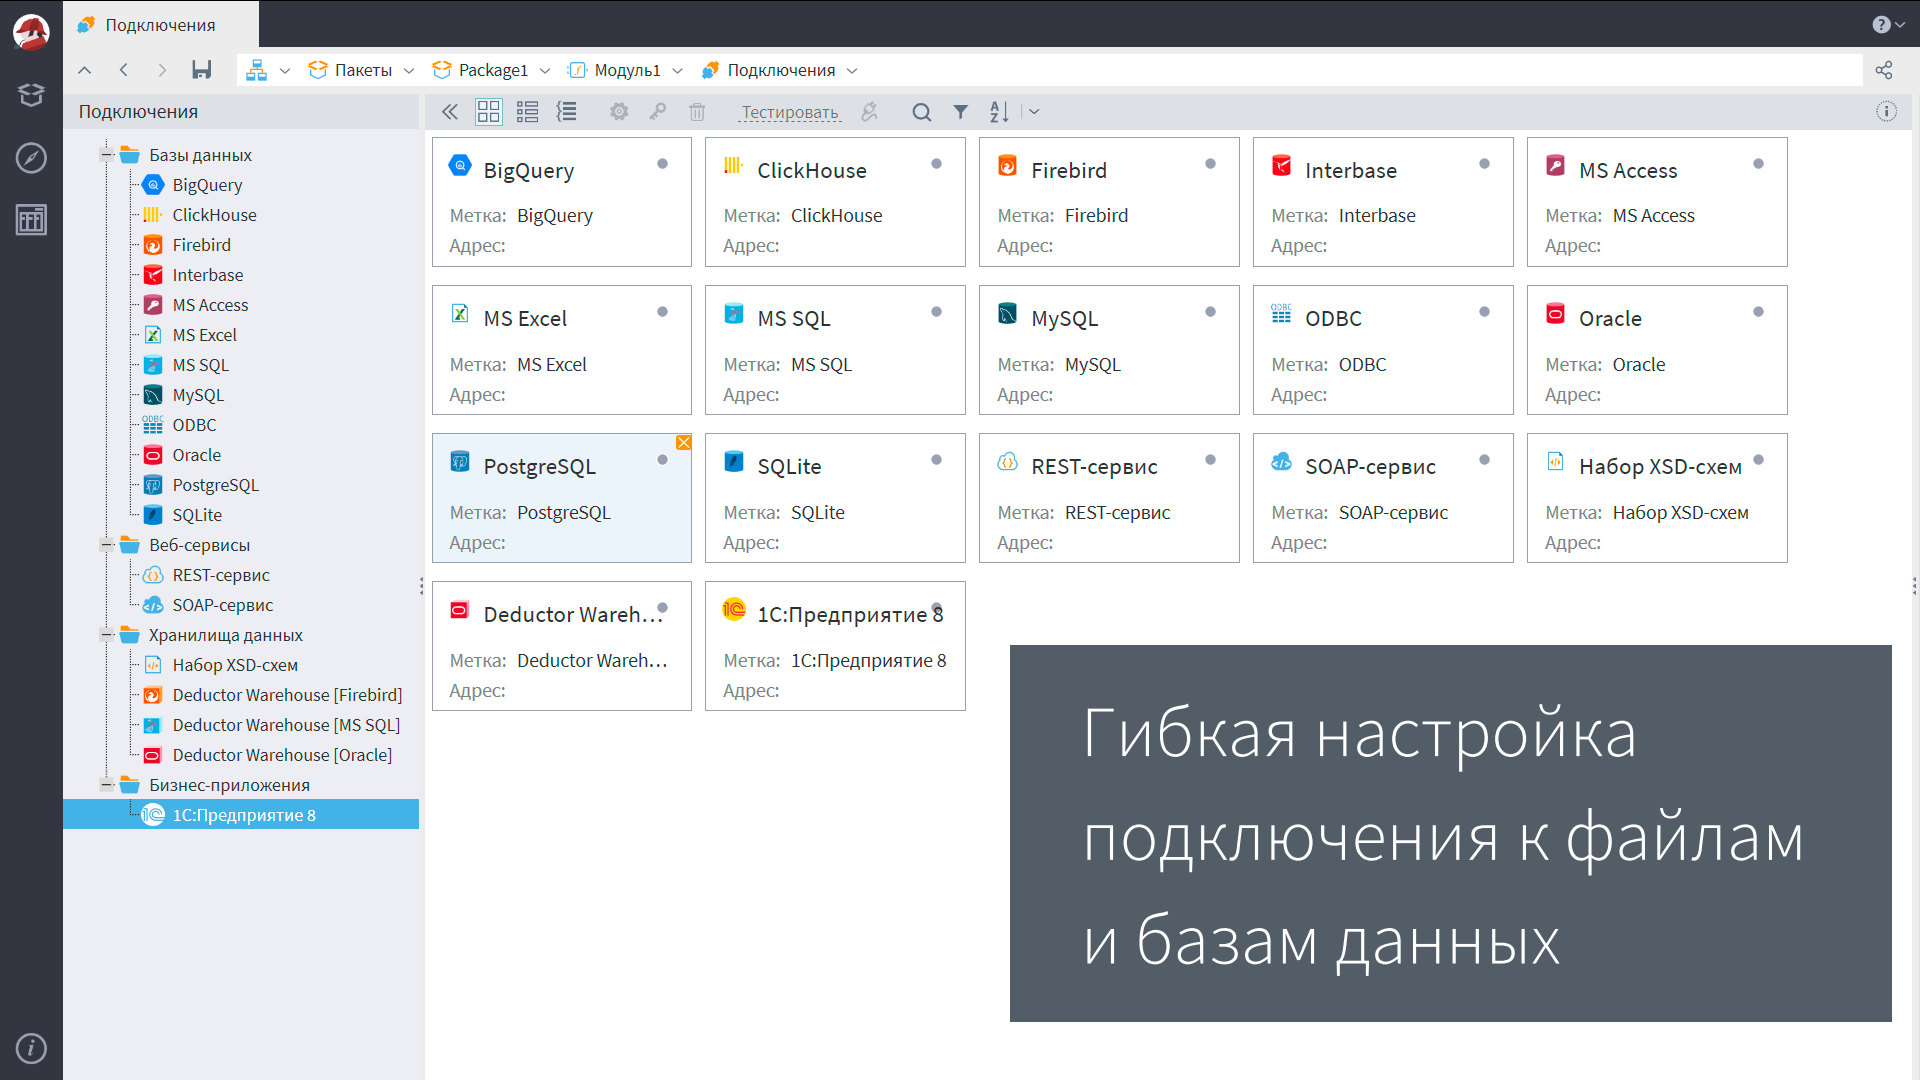 Подключения
Пакеты
Package1
Модуль1
Подключения
Подключения
Тестировать
Базы данных
BigQuery
ClickHouse
Firebird
Interbase
MS Access
MS Excel
MS SQL
MySQL
ODBC
Oracle
PostgreSQL
SQLite
Веб-сервисы
REST-сервис
SOAP-сервис
Хранилища данных
Набор XSD-схем
Deductor Warehouse [Firebird]
Deductor Warehouse [MS SQL]
Deductor Warehouse [Oracle]
Бизнес-приложения
1С:Предприятие 8
BigQuery
Метка: BigQuery
Адрес:
ClickHouse
Метка: ClickHouse
Адрес:
Firebird
Метка: Firebird
Адрес:
Interbase
Метка: Interbase
Адрес:
MS Access
Метка: MS Access
Адрес:
MS Excel
Метка: MS Excel
Адрес:
MS SQL
Метка: MS SQL
Адрес:
MySQL
Метка: MySQL
Адрес:
ODBC
ODBC
Метка: ODBC
Адрес:
Oracle
Метка: Oracle
Адрес:
PostgreSQL
Метка: PostgreSQL
Адрес:
SQLite
Метка: SQLite
Адрес:
REST-сервис
Метка: REST-сервис
Адрес:
SOAP-сервис
Метка: SOAP-сервис
Адрес:
Набор XSD-схем
Метка: Набор XSD-схем
Адрес:
Deductor Wareh...
Метка: Deductor Wareh...
Адрес:
1С:Предприятие 8
Метка: 1С:Предприятие 8
Адрес:
Гибкая настройка
подключения к файлам
и базам данных